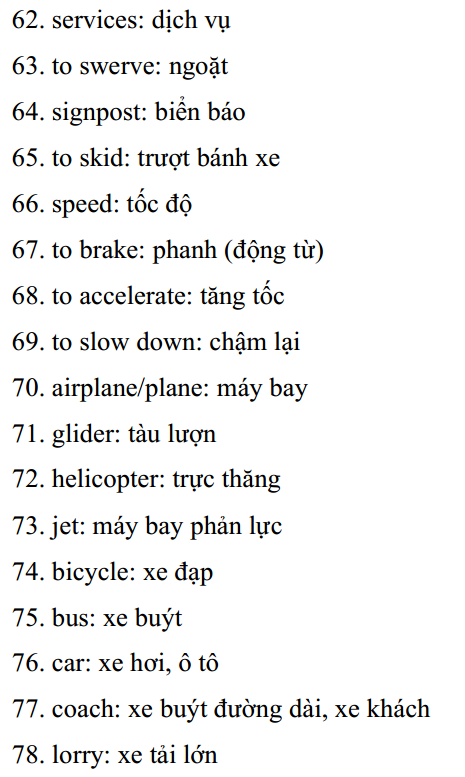 62. services: dịch vụ
63. to swerve: ngoặt
64. signpost: biển báo
65. to skid: trượt bánh xe
66. speed: tốc độ
67. to brake: phanh (động từ)
68. to accelerate: tăng tốc
69. to slow down: chậm lại
70. airplane/plane: máy bay
71. glider: tàu lượn
72. helicopter: trực thăng
73. jet: máy bay phản lực
74. bicycle: xe đạp
75. bus: xe buýt
76. car: xe hơi, ô tô
77. coach: xe buýt đường dài, xe khách
78. lorry: xe tải lớn